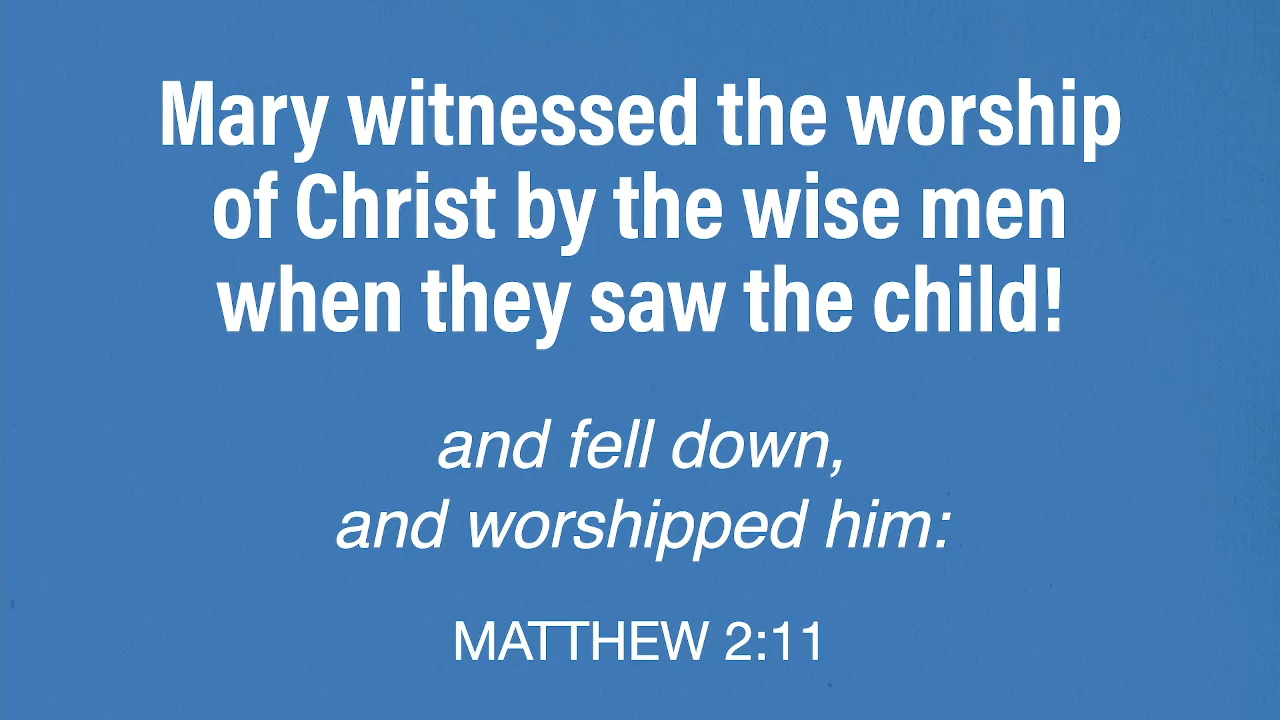 Mary witnessed the worship
of Christ by the wise men
when they saw the child!
and fell down,
and worshipped him:
MATTHEW 2:11